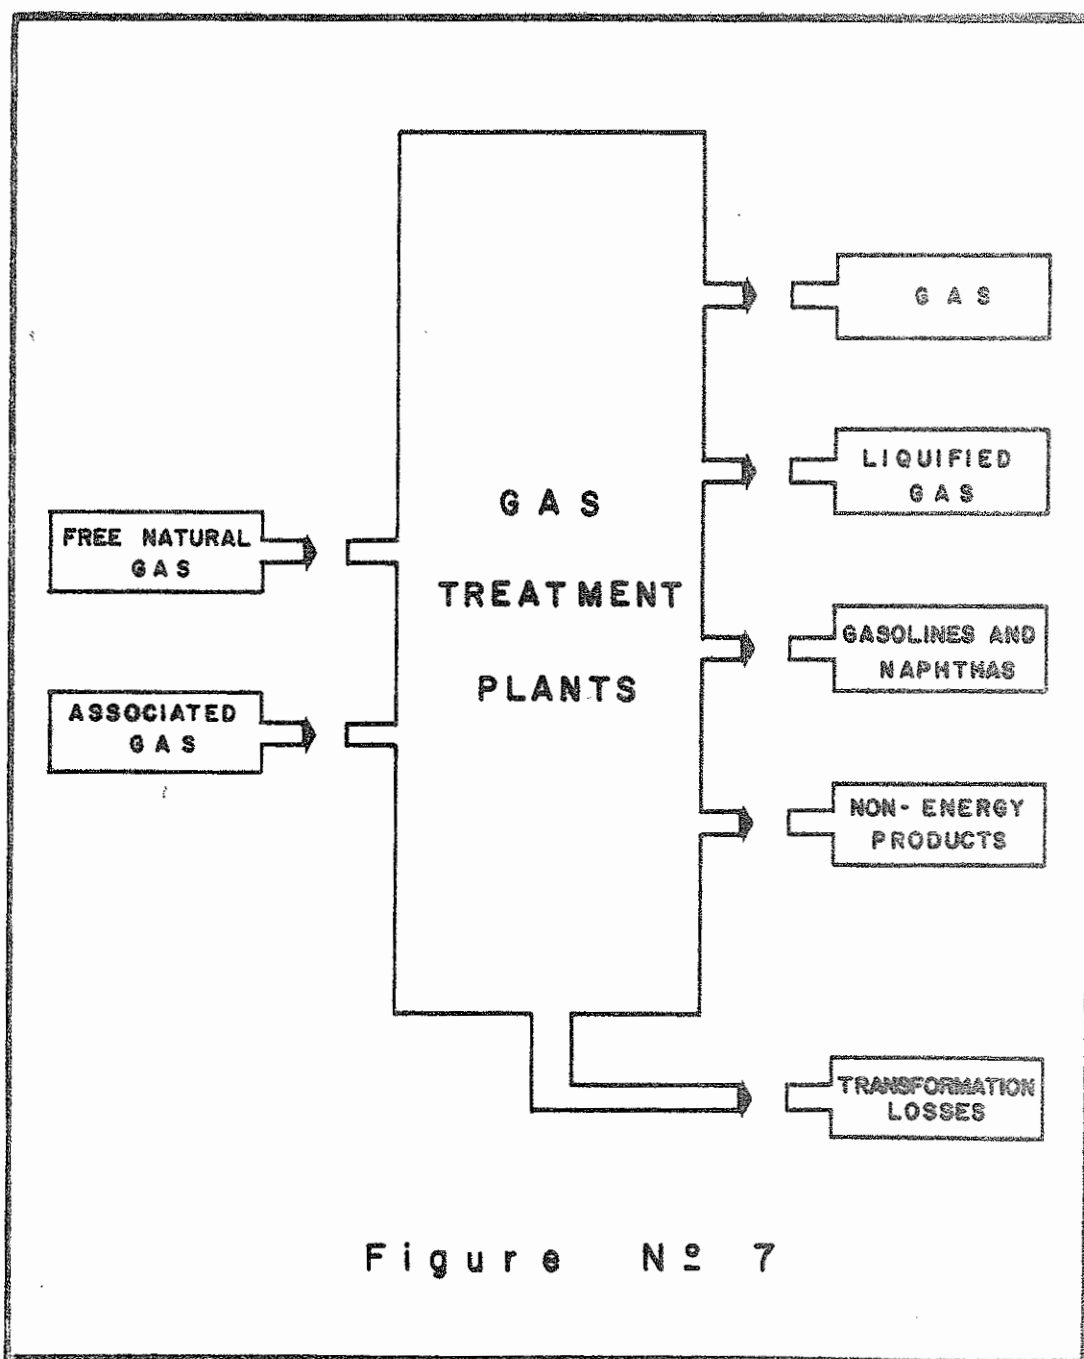 FREE NATURAL
GAS
ASSOCIATED
GAS
GAS
TREATMENT
PLANTS
GAS
LIQUIFIED
GAS
GASOLINES AND
NAPHTHAS
NON-ENERGY
PRODUCTS
TRANSFORMATION
LOSSES
Figure Nº 7